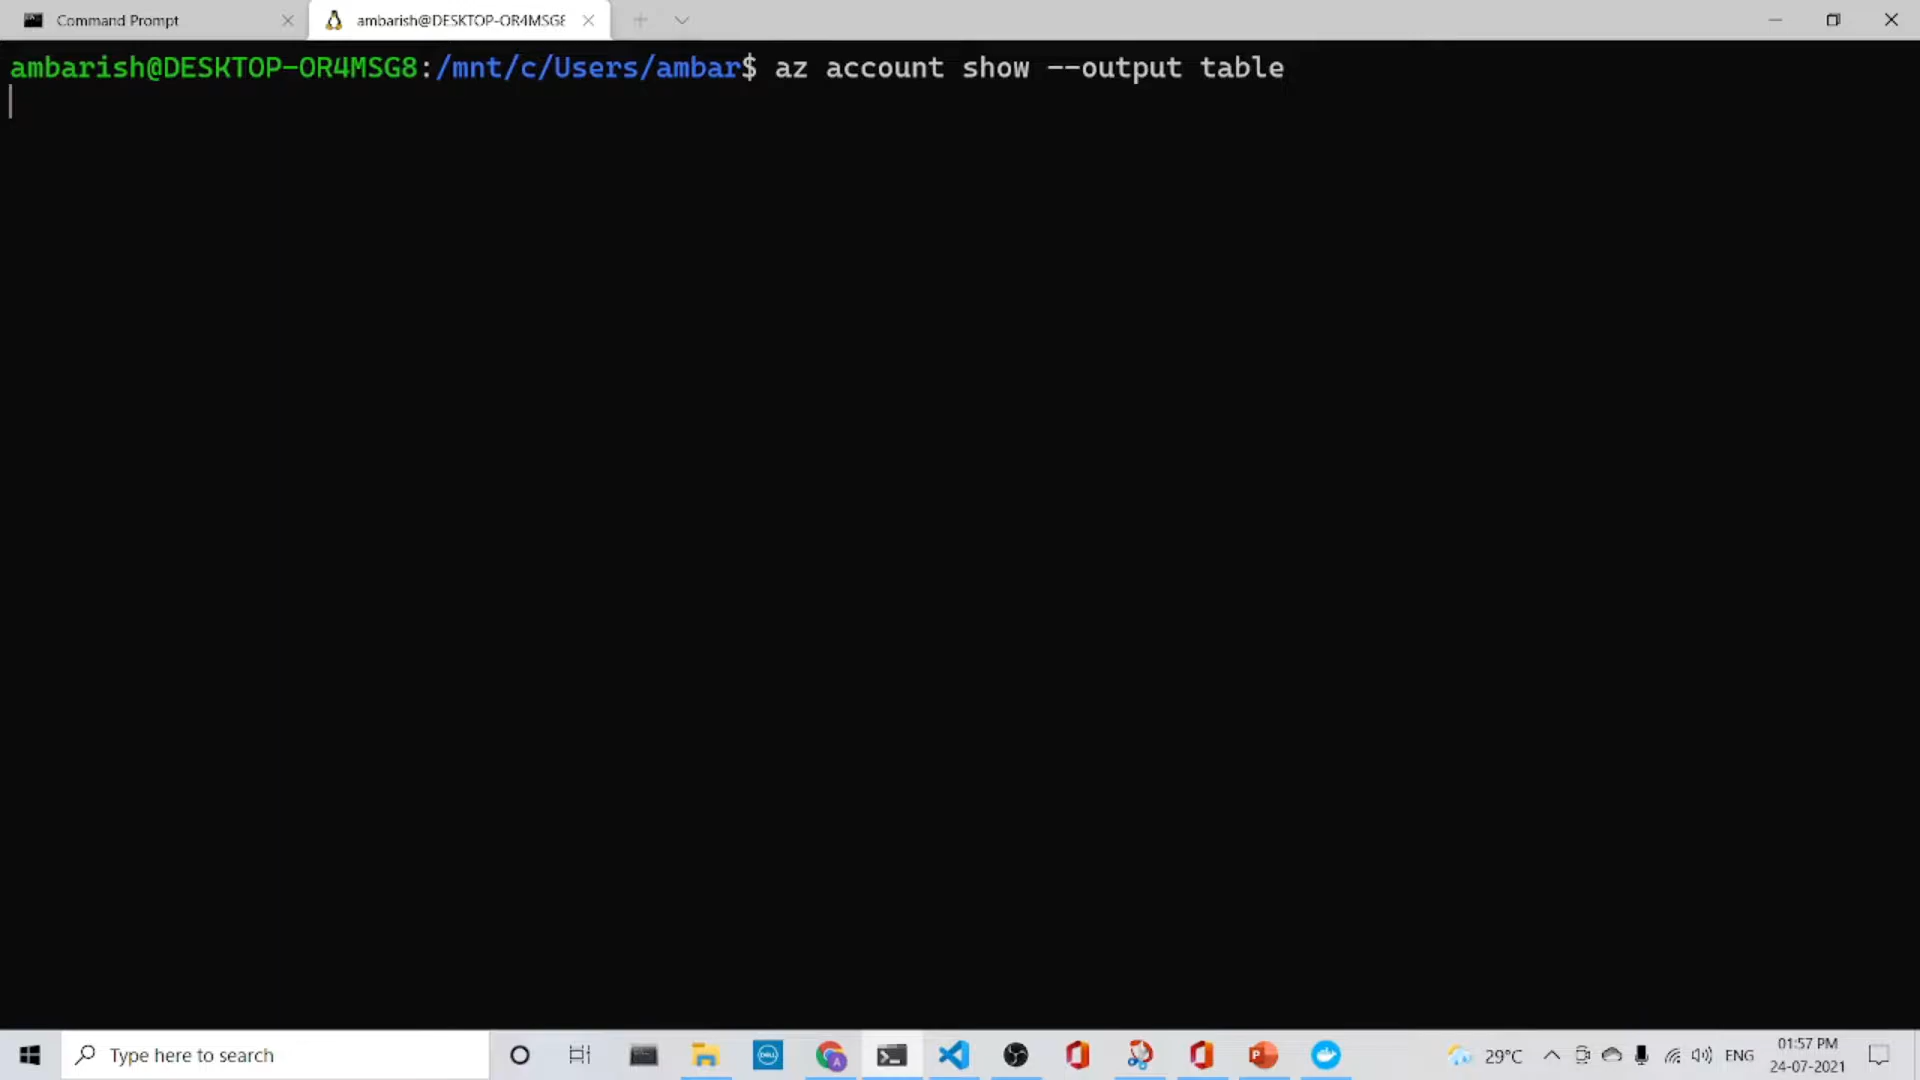 Command Prompt
ambarish@DESKTOP-OR4MSG8
ambarish@DESKTOP-OR4MSG8:/mnt/c/Users/ambar$ az account show --output table
Type here to search
29°C
ENG
01:57 PM
24-07-2021